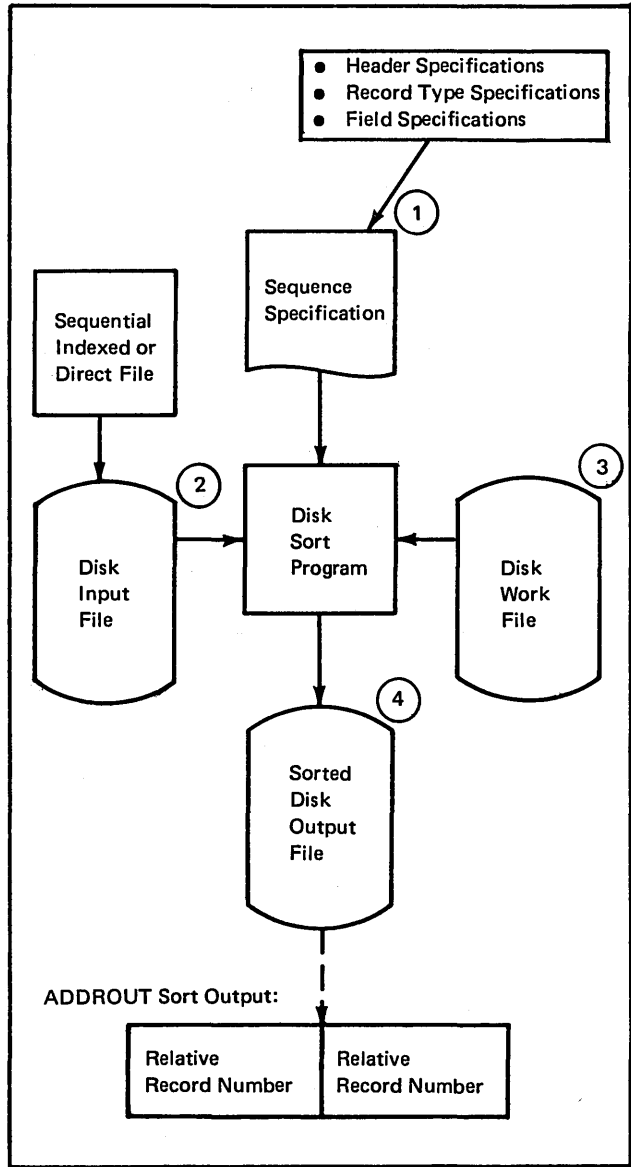 ● Header Specifications
● Record Type Specifications
● Field Specifications
1
Sequence
Specification
Sequential
Indexed or
Direct File
2
Disk
Input
File
Disk
Sort
Program
3
Disk
Work
File
4
Sorted
Disk
Output
File
ADDROUT Sort Output:
Relative
Record Number
Relative
Record Number